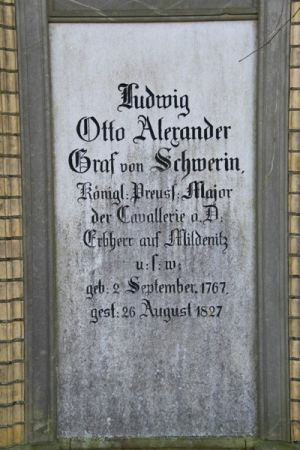 Ludwig
Otto Alexander
Graf von Schwerin,
Königl: Preuss: Major
der Cavallerie a: D:
Erbherr auf Mildenitz
u: s: w:
geb: 2 September, 1767,
gest: 26 August 1827